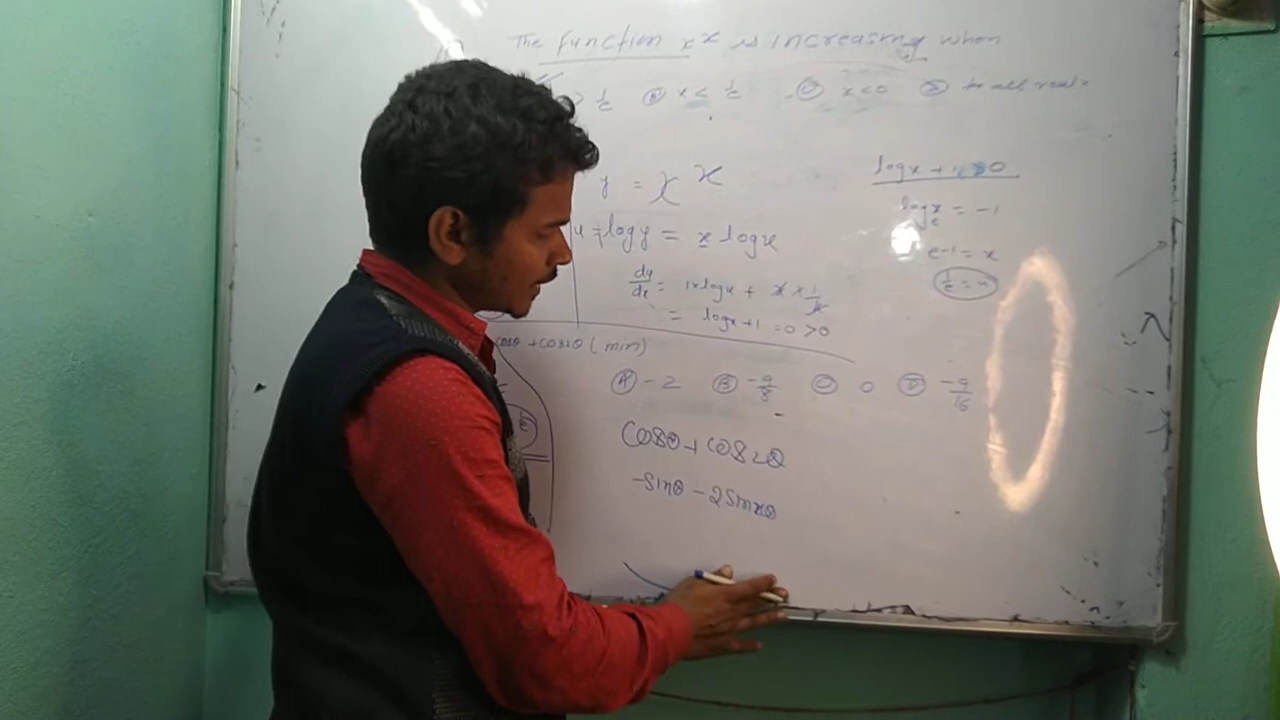 The Function x^x is increasing when
> 1/e (B) x < 1/e (C) x<0 (D) for all real x
y = x^x
logy = x logx
dy/dx = 1×logx + x × 1/x
= logx+1 =0 >0
logx + 1 > 0
log_e x = -1
e^-1 = x
1/e = x
cosθ + cos2θ (min)
(A) -2 (B) -9/8 (C) 0 (D) -9/16
Cosθ + cos2θ
-sinθ - 2sin2θ